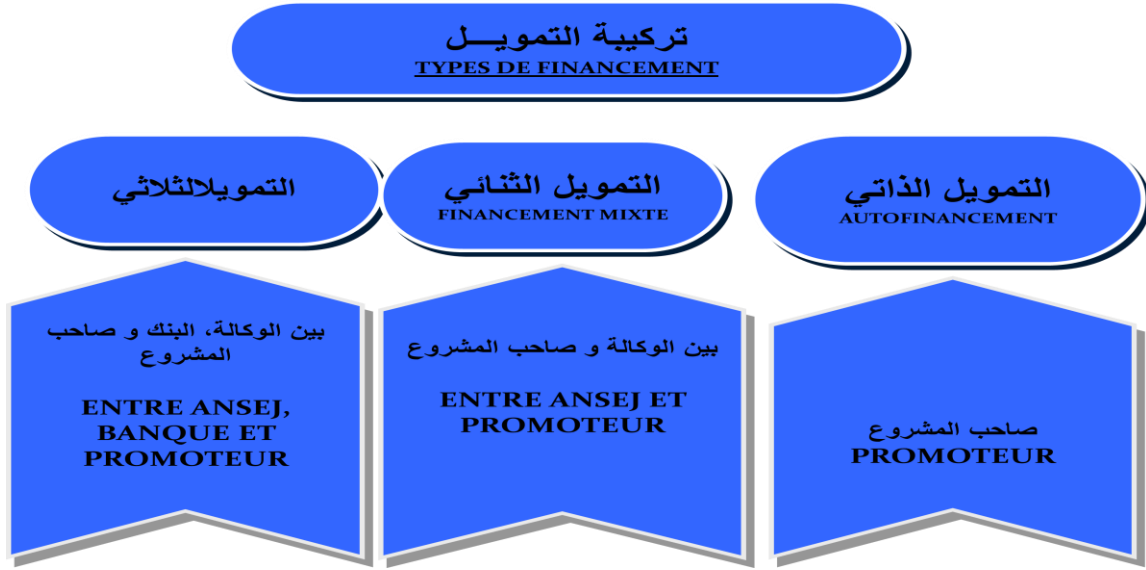 تركيبة التمويـــل
TYPES DE FINANCEMENT
التمويل الذاتي
AUTOFINANCEMENT
التمويل الثنائي
FINANCEMENT MIXTE
التمويلالثلاثي
صاحب المشروع
PROMOTEUR
بين الوكالة و صاحب المشروع
ENTRE ANSEJ ET
PROMOTEUR
بين الوكالة، البنك و صاحب
المشروع
ENTRE ANSEJ,
BANQUE ET
PROMOTEUR